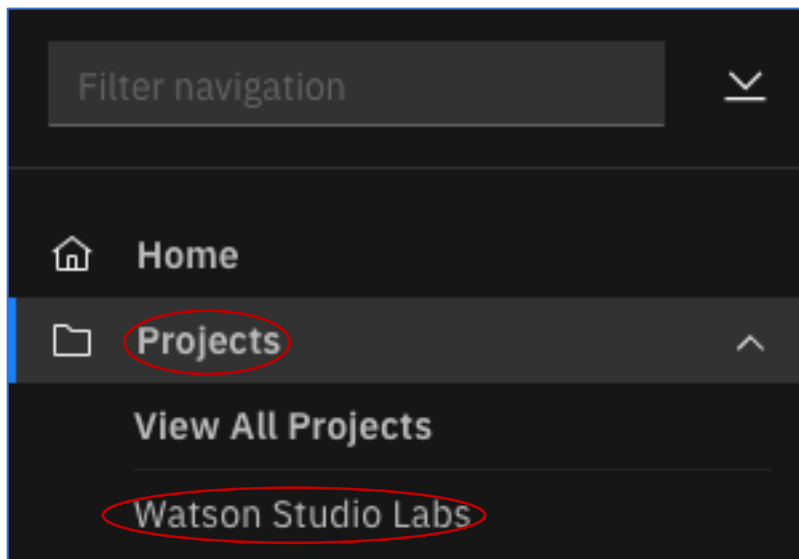 Filter navigation
Home
Projects
View All Projects
Watson Studio Labs